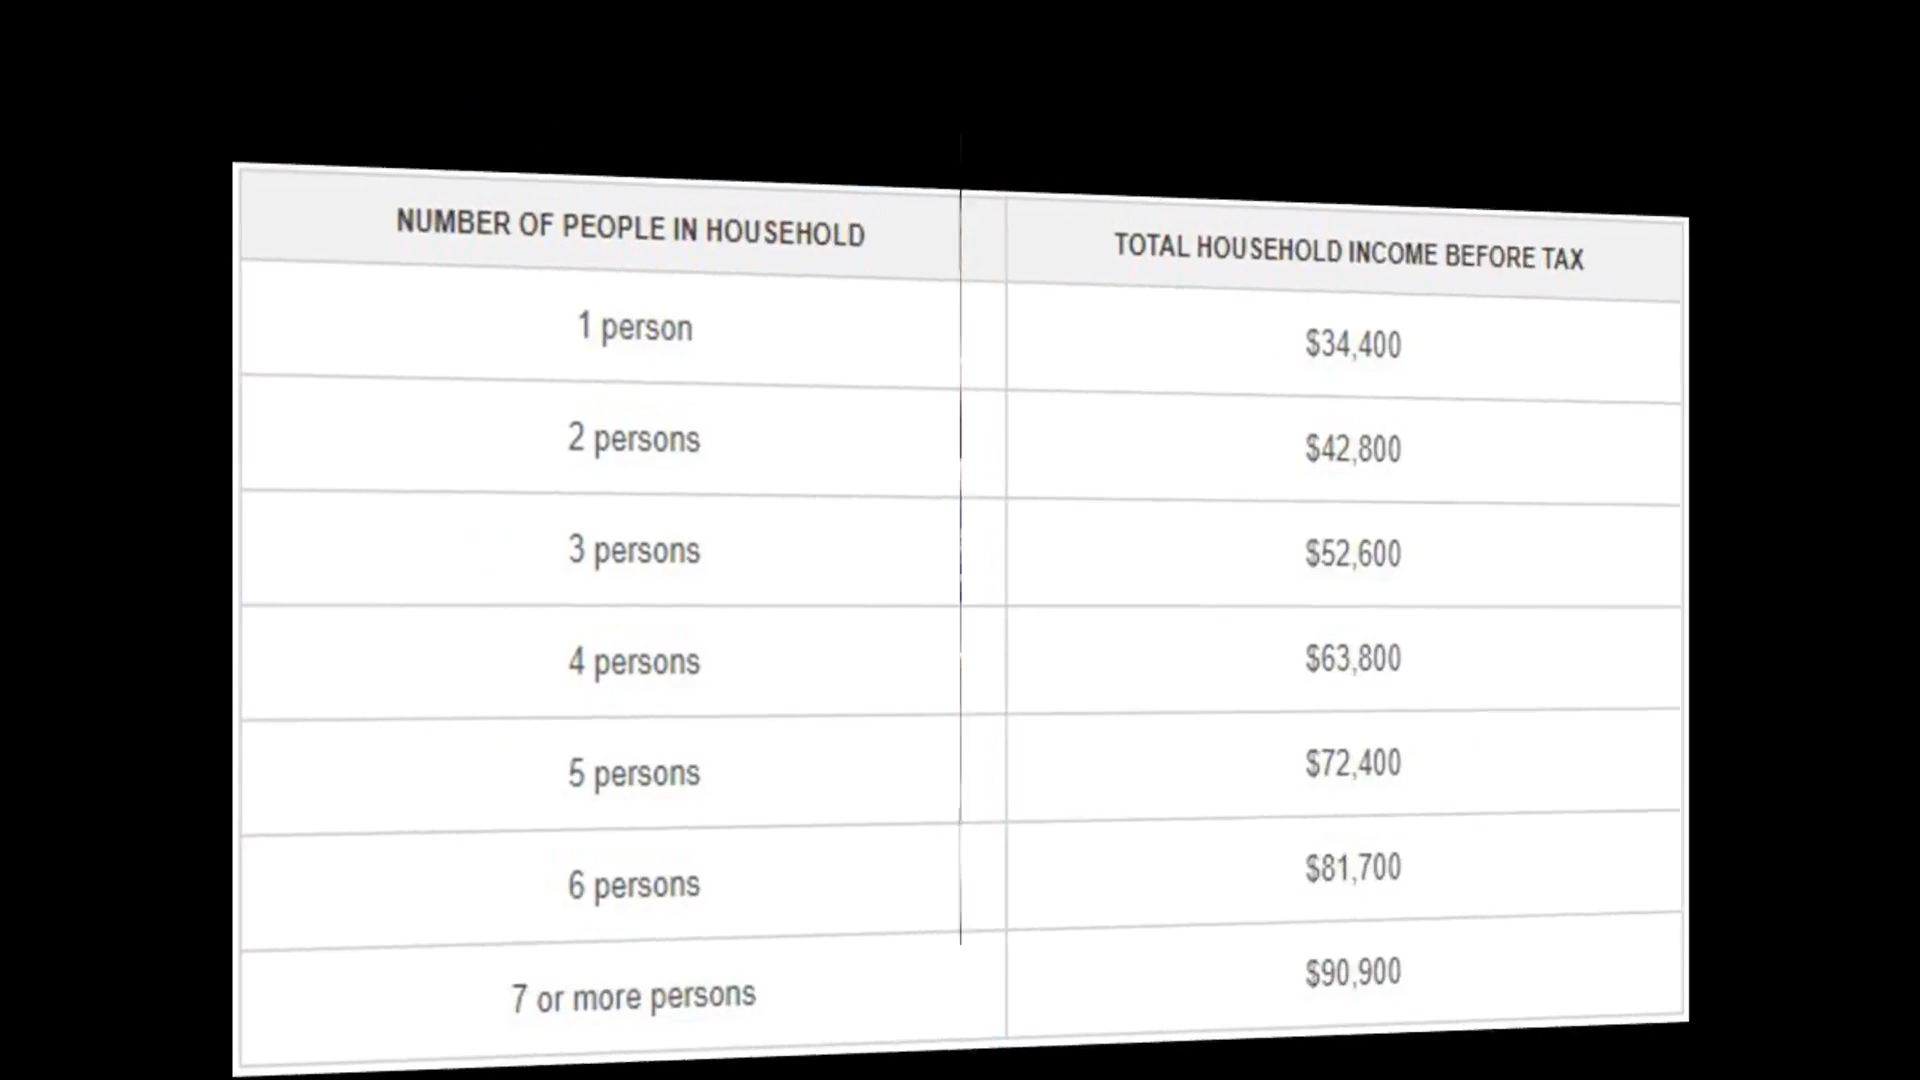 NUMBER OF PEOPLE IN HOUSEHOLD TOTAL HOUSEHOLD INCOME BEFORE TAX
1 person $34,400
2 persons $42,800
3 persons $52,600
4 persons $63,800
5 persons $72,400
6 persons $81,700
7 or more persons $90,900